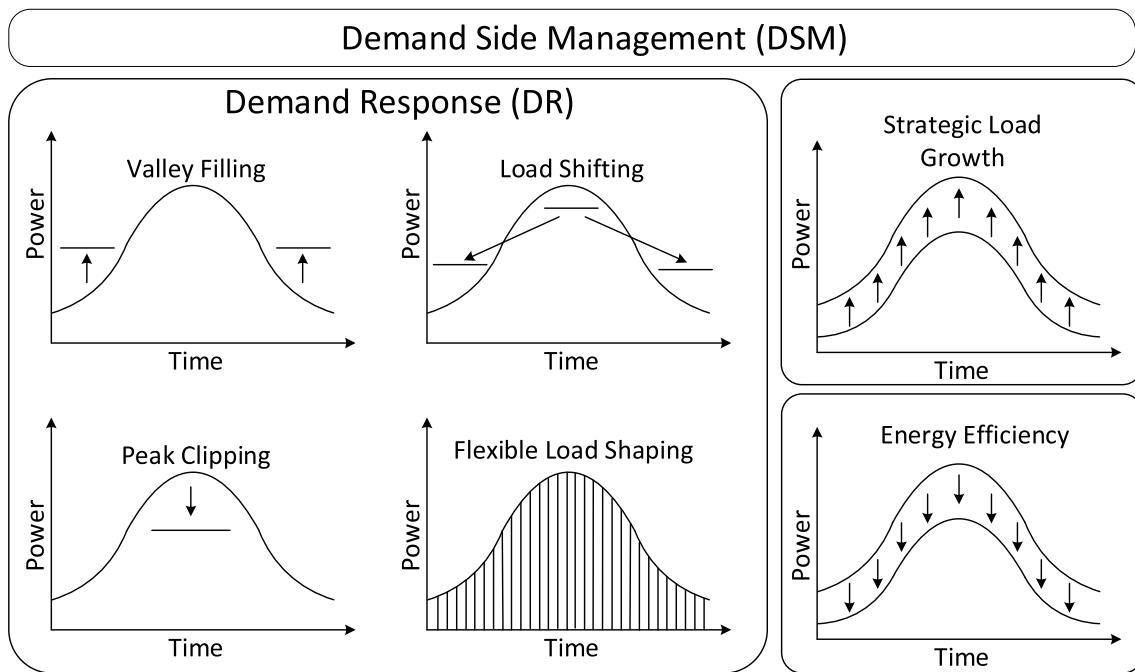 Demand Side Management (DSM)
Demand Response (DR)
Valley Filling
Power
Time
Load Shifting
Power
Time
Peak Clipping
Power
Time
Flexible Load Shaping
Power
Time
Strategic Load
Growth
Power
Time
Energy Efficiency
Power
Time